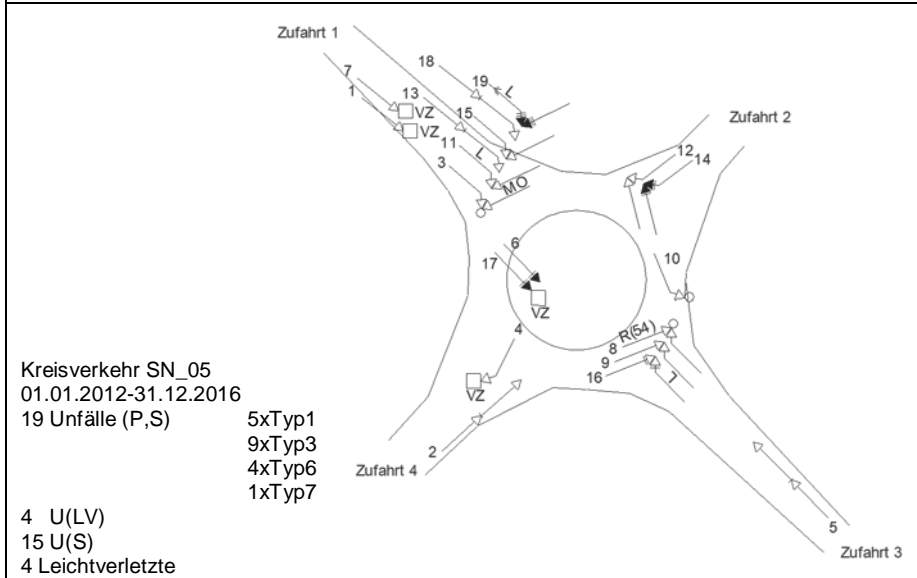 Zufahrt 1
18
19
L
7
13
1
VZ
15
VZ
Zufahrt 2
11
L
12
14
3
MO
6
17
10
VZ
4
8
R(54)
9
16
L
VZ
2
Zufahrt 4
5
Zufahrt 3
Kreisverkehr SN_05
01.01.2012-31.12.2016
19 Unfälle (P,S) 5xTyp1
9xTyp3
4xTyp6
1xTyp7
4 U(LV)
15 U(S)
4 Leichtverletzte